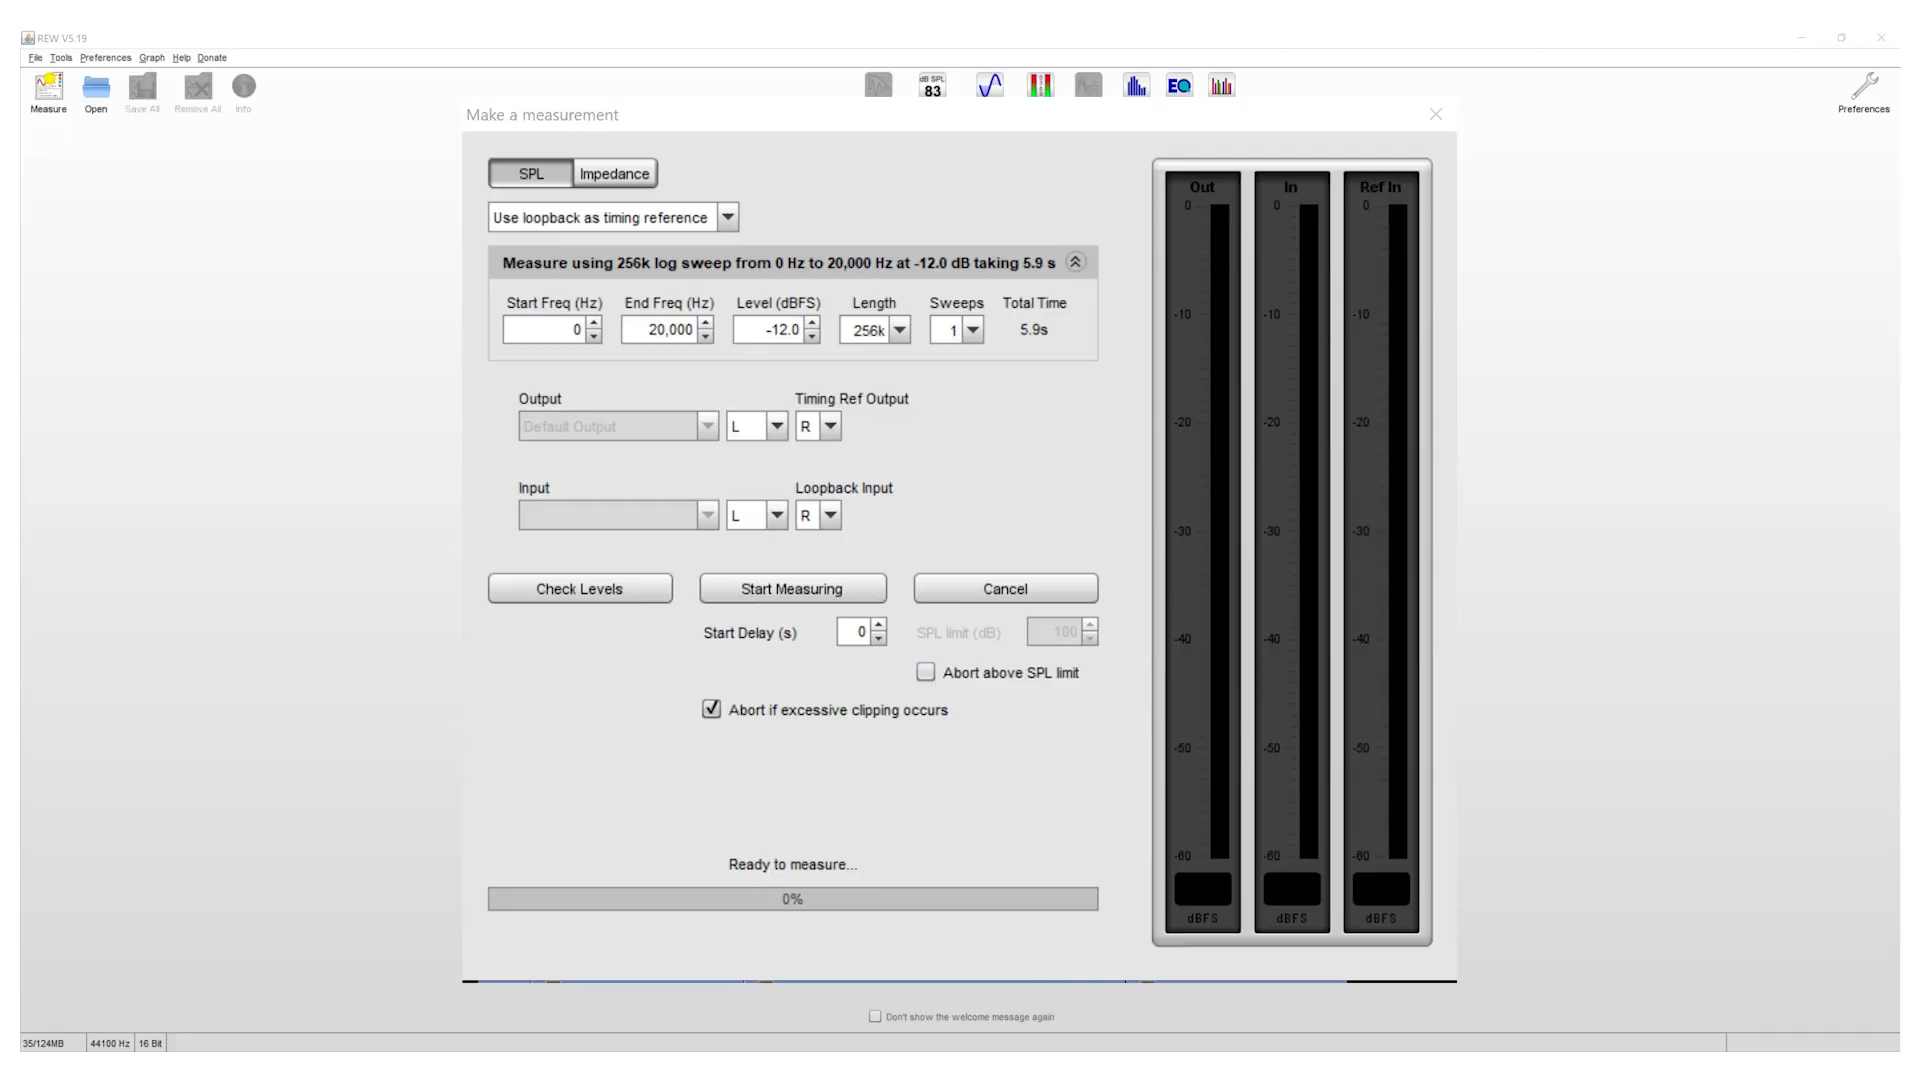 REW V5.19
File Tools Preferences Graph Help Donate
Measure Open Save All Remove All Info
dB SPL
83
EQ
Preferences
Make a measurement
SPL Impedance
Use loopback as timing reference
Measure using 256k log sweep from 0 Hz to 20,000 Hz at -12.0 dB taking 5.9 s
Start Freq (Hz) End Freq (Hz) Level (dBFS) Length Sweeps Total Time
0 20,000 -12.0 256k 1 5.9s
Output Timing Ref Output
Default Output L R
Input Loopback Input
L R
Check Levels Start Measuring Cancel
Start Delay (s) 0 SPL limit (dB) 100
Abort above SPL limit
Abort if excessive clipping occurs
Ready to measure...
0%
Out In Ref In
0 0 0
-10 -10 -10
-20 -20 -20
-30 -30 -30
-40 -40 -40
-50 -50 -50
-60 -60 -60
dBFS dBFS dBFS
Don't show the welcome message again
35/124MB 44100 Hz 16 Bit